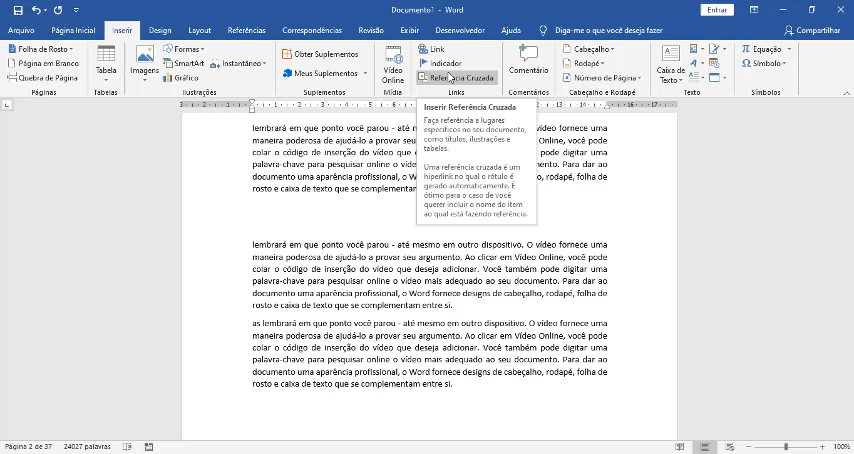 Documento1 - Word
Entrar
Arquivo
Página Inicial
Inserir
Design
Layout
Referências
Correspondências
Revisão
Exibir
Desenvolvedor
Ajuda
Diga-me o que você deseja fazer
Compartilhar
Folha de Rosto
Página em Branco
Quebra de Página
Páginas
Tabela
Tabelas
Imagens
Formas
SmartArt
Gráfico
Instantâneo
Ilustrações
Obter Suplementos
Meus Suplementos
Suplementos
Vídeo
Online
Mídia
Link
Indicador
Referência Cruzada
Links
Comentário
Comentários
Cabeçalho
Rodapé
Número de Página
Cabeçalho e Rodapé
Caixa de
Texto
Texto
Equação
Símbolo
Símbolos
Inserir Referência Cruzada
Faça referência a lugares
específicos no seu documento,
como títulos, ilustrações e
tabelas.
Uma referência cruzada é um
hiperlink no qual o rótulo é
gerado automaticamente. É
ótimo para o caso de você
querer incluir o nome do item
ao qual está fazendo referência.
lembrará em que ponto você parou - até vídeo fornece uma
maneira poderosa de ajudá-lo a provar seu Online, você pode
colar o código de inserção do vídeo que pode digitar uma
palavra-chave para pesquisar online o vídeo mento. Para dar ao
documento uma aparência profissional, o rodapé, folha de
rosto e caixa de texto que se complementam
lembrará em que ponto você parou - até mesmo em outro dispositivo. O vídeo fornece uma
maneira poderosa de ajudá-lo a provar seu argumento. Ao clicar em Vídeo Online, você pode
colar o código de inserção do vídeo que deseja adicionar. Você também pode digitar uma
palavra-chave para pesquisar online o vídeo mais adequado ao seu documento. Para dar ao
documento uma aparência profissional, o Word fornece designs de cabeçalho, rodapé, folha de
rosto e caixa de texto que se complementam entre si.
as lembrará em que ponto você parou - até mesmo em outro dispositivo. O vídeo fornece uma
maneira poderosa de ajudá-lo a provar seu argumento. Ao clicar em Vídeo Online, você pode
colar o código de inserção do vídeo que deseja adicionar. Você também pode digitar uma
palavra-chave para pesquisar online o vídeo mais adequado ao seu documento. Para dar ao
documento uma aparência profissional, o Word fornece designs de cabeçalho, rodapé, folha de
rosto e caixa de texto que se complementam entre si.
Página 2 de 37
24027 palavras
100%